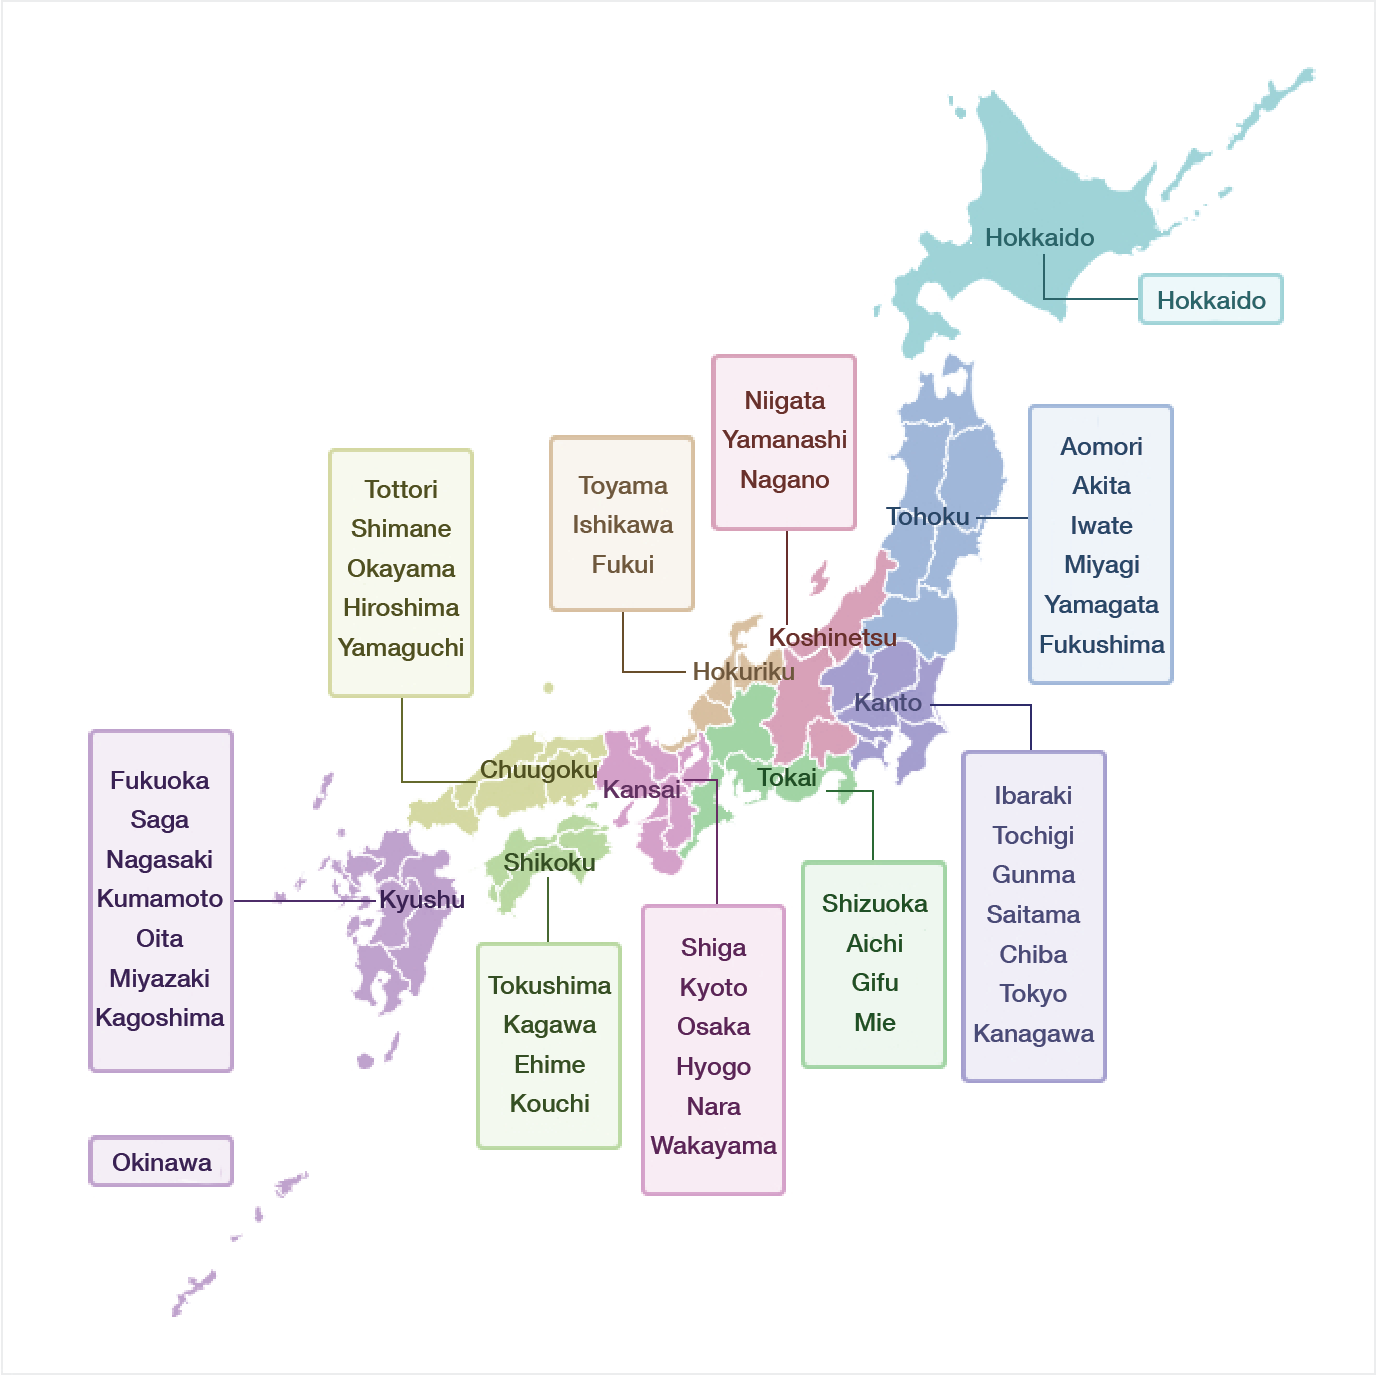 Hokkaido
Hokkaido
Niigata
Yamanashi
Nagano
Koshinetsu
Aomori
Akita
Iwate
Miyagi
Yamagata
Fukushima
Tohoku
Toyama
Ishikawa
Fukui
Hokuriku
Tottori
Shimane
Okayama
Hiroshima
Yamaguchi
Chuugoku
Kanto
Ibaraki
Tochigi
Gunma
Saitama
Chiba
Tokyo
Kanagawa
Tokai
Shizuoka
Aichi
Gifu
Mie
Kansai
Shiga
Kyoto
Osaka
Hyogo
Nara
Wakayama
Shikoku
Tokushima
Kagawa
Ehime
Kouchi
Kyushu
Fukuoka
Saga
Nagasaki
Kumamoto
Oita
Miyazaki
Kagoshima
Okinawa